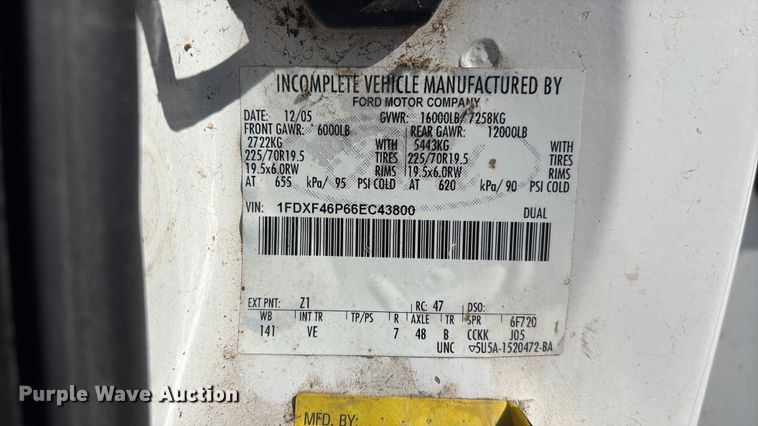 INCOMPLETE VEHICLE MANUFACTURED BY
FORD MOTOR COMPANY
DATE: 12/05 GVWR: 16000LB/7258KG
FRONT GAWR: 6000LB REAR GAWR: 12000LB
2722KG WITH 5443KG WITH
225/70R19.5 TIRES 225/70R19.5 TIRES
19.5x6.0RW RIMS 19.5x6.0RW RIMS
AT 655 kPa/ 95 PSI COLD AT 620 kPa/ 90 PSI COLD
VIN: 1FDXF46P66EC43800 DUAL
EXT PNT: Z1 RC: 47 DSO:
WB INT TR TP/PS R AXLE TR SPR 6F720
141 VE 7 48 B CCKK J05
UNC ▽5U5A-1520472-BA
MFD. BY:
Purple Wave Auction